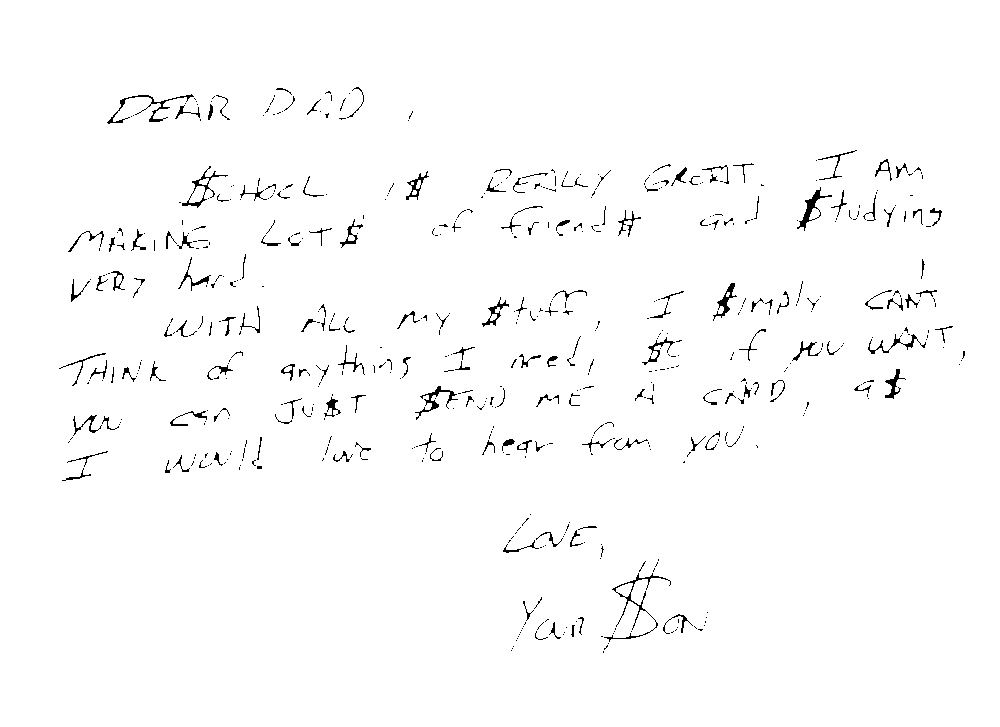 DEAR DAD,
$CHOOL i$ REALLY GREAT. I AM
MAKING LOT$ of friend$ and $tudying
VERY hard.
WITH ALL MY $tuff, I $imply CAN'T
THINK of anything I need, $o if you WANT,
you can JU$T $END ME A CARD, a$
I would love to hear from you.
LOVE,
Your $ON